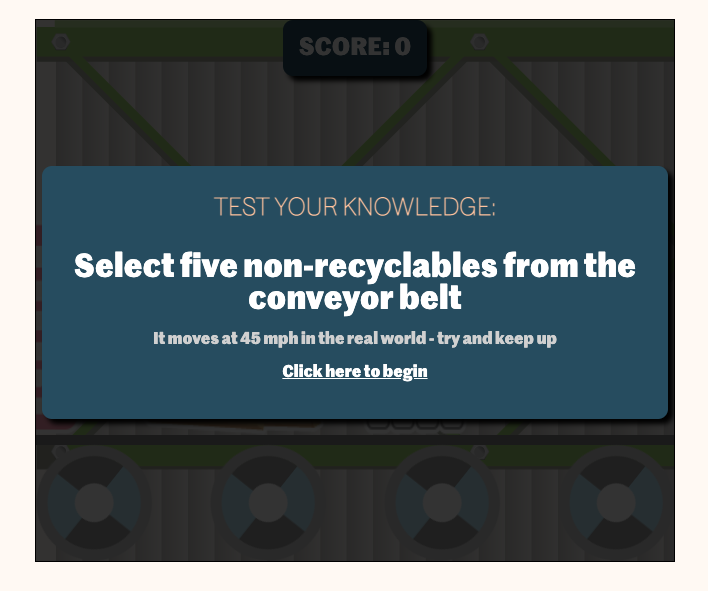 SCORE: 0
TEST YOUR KNOWLEDGE:
Select five non-recyclables from the
conveyor belt
It moves at 45 mph in the real world - try and keep up
Click here to begin